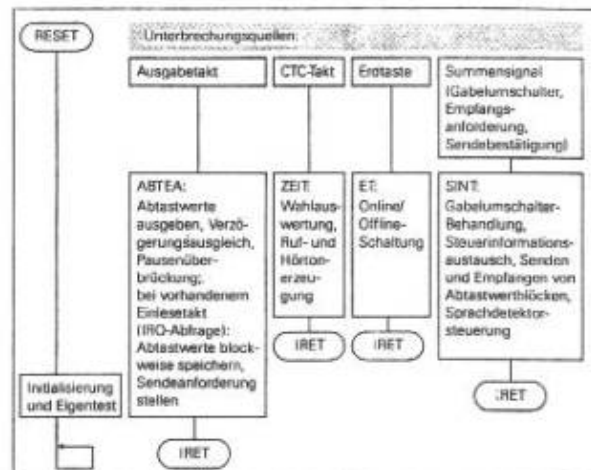 RESET
Unterbrechungsquellen:
Ausgabetakt
CTC-Takt
Erdtaste
Summensignal
(Gabelumschalter,
Empfangs-
anforderung,
Sendebestätigung)
ABTEA:
Abtastwerte
ausgeben, Verzö-
gerungsausgleich,
Pausenüber-
brückung;
bei vorhandenem
Einlesetakt
(IRQ-Abfrage):
Abtastwerte block-
weise speichern,
Sendeanforderung
stellen
ZEIT:
Wahlaus-
wertung,
Ruf- und
Hörton-
erzeu-
gung
ET:
Online/
Offline-
Schaltung
SINT:
Gabelumschalter-
Behandlung,
Steuerinformations-
austausch, Senden
und Empfangen von
Abtastwertblöcken,
Sprachdetektor-
steuerung
IRET
IRET
IRET
Initialisierung
und Eigentest
IRET